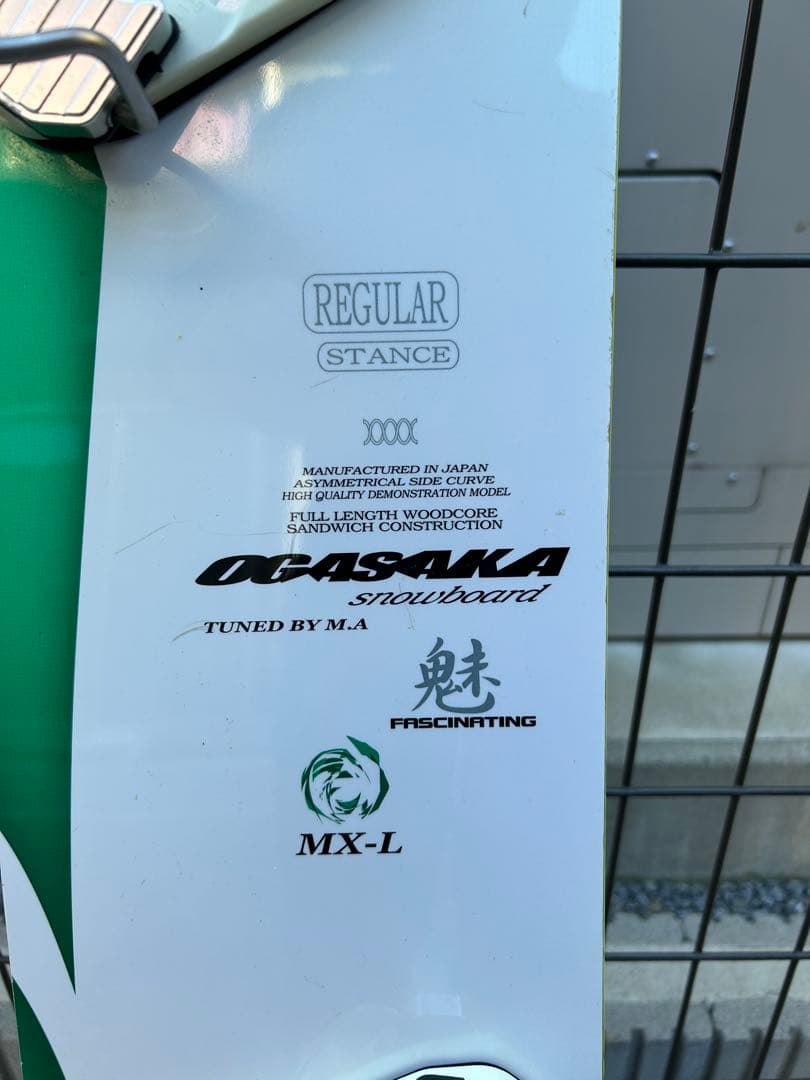 REGULAR
STANCE
MANUFACTURED IN JAPAN
ASYMMETRICAL SIDE CURVE
HIGH QUALITY DEMONSTRATION MODEL
FULL LENGTH WOODCORE
SANDWICH CONSTRUCTION
OGASAKA
snowboard
TUNED BY M.A
魅
FASCINATING
MX-L